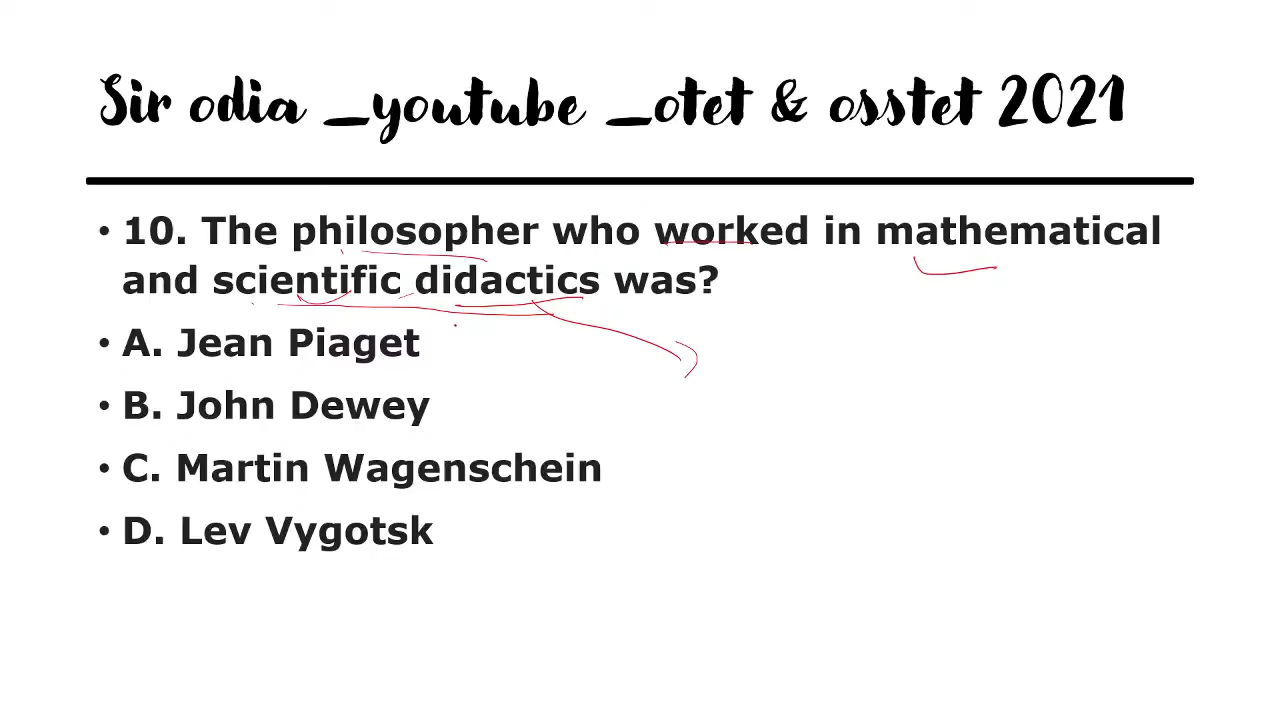 Sir odia _youtube _otet & osstet 2021
• 10. The philosopher who worked in mathematical
and scientific didactics was?
• A. Jean Piaget
• B. John Dewey
• C. Martin Wagenschein
• D. Lev Vygotsk